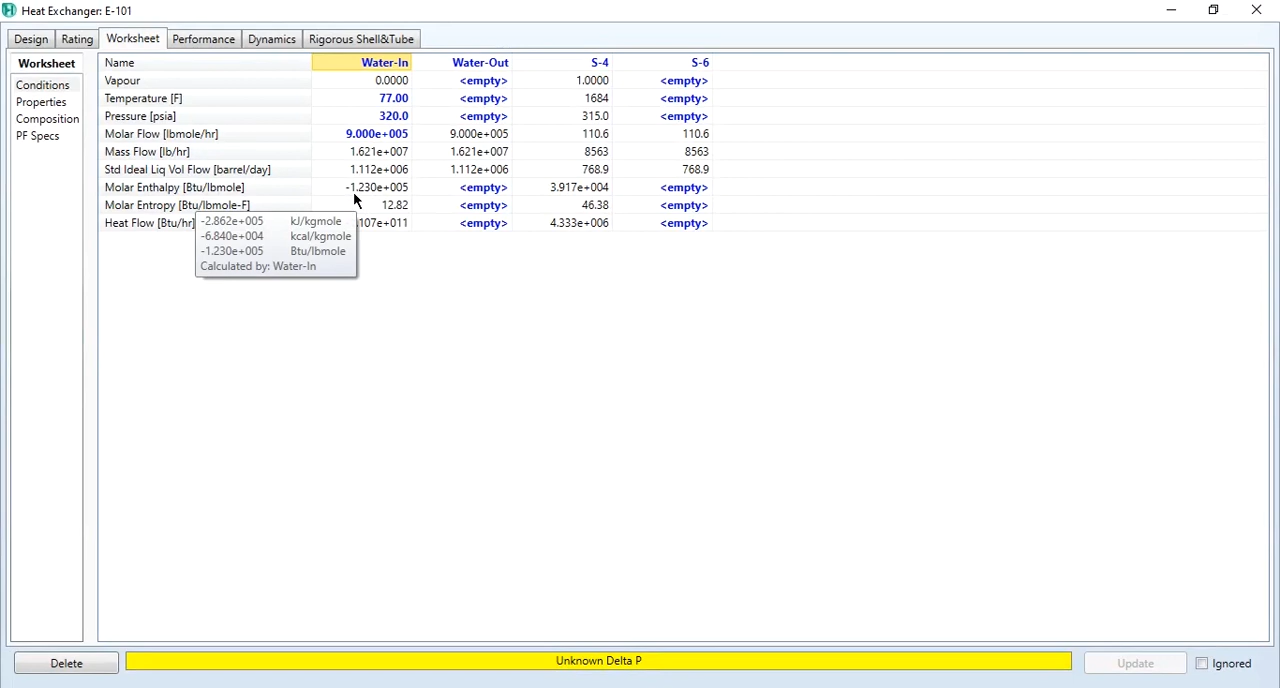 Heat Exchanger: E-101
Design Rating Worksheet Performance Dynamics Rigorous Shell&Tube
Worksheet
Conditions
Properties
Composition
PF Specs
Name Water-In Water-Out S-4 S-6
Vapour 0.0000 <empty> 1.0000 <empty>
Temperature [F] 77.00 <empty> 1684 <empty>
Pressure [psia] 320.0 <empty> 315.0 <empty>
Molar Flow [lbmole/hr] 9.000e+005 9.000e+005 110.6 110.6
Mass Flow [lb/hr] 1.621e+007 1.621e+007 8563 8563
Std Ideal Liq Vol Flow [barrel/day] 1.112e+006 1.112e+006 768.9 768.9
Molar Enthalpy [Btu/lbmole] -1.230e+005 <empty> 3.917e+004 <empty>
Molar Entropy [Btu/lbmole-F] 12.82 <empty> 46.38 <empty>
Heat Flow [Btu/hr] 107e+011 <empty> 4.333e+006 <empty>
-2.862e+005 kJ/kgmole
-6.840e+004 kcal/kgmole
-1.230e+005 Btu/lbmole
Calculated by: Water-In
Delete Unknown Delta P Update Ignored